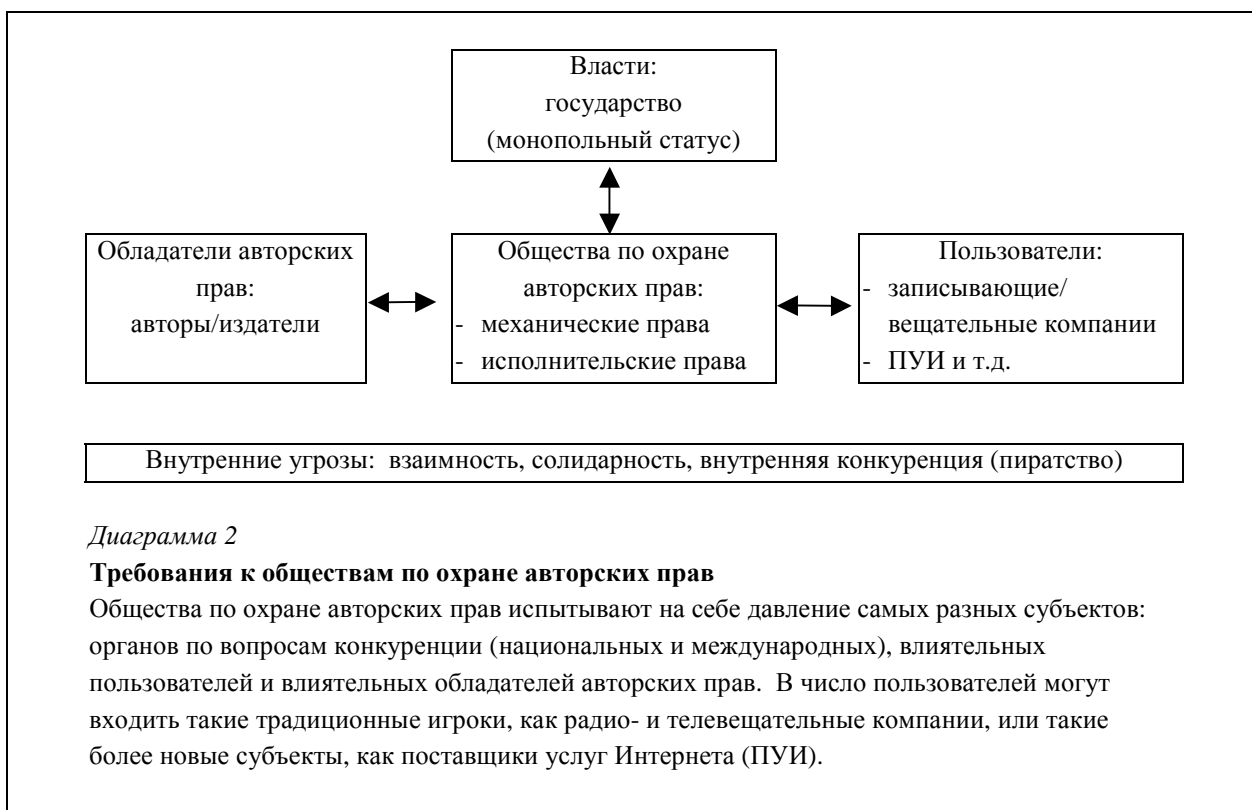 Власти:
государство
(монопольный статус)
Обладатели авторских
прав:
авторы/издатели
Общества по охране
авторских прав:
- механические права
- исполнительские права
Пользователи:
- записывающие/
вещательные компании
- ПУИ и т.д.
Внутренние угрозы: взаимность, солидарность, внутренняя конкуренция (пиратство)
Диаграмма 2
Требования к обществам по охране авторских прав
Общества по охране авторских прав испытывают на себе давление самых разных субъектов:
органов по вопросам конкуренции (национальных и международных), влиятельных
пользователей и влиятельных обладателей авторских прав. В число пользователей могут
входить такие традиционные игроки, как радио- и телевещательные компании, или такие
более новые субъекты, как поставщики услуг Интернета (ПУИ).